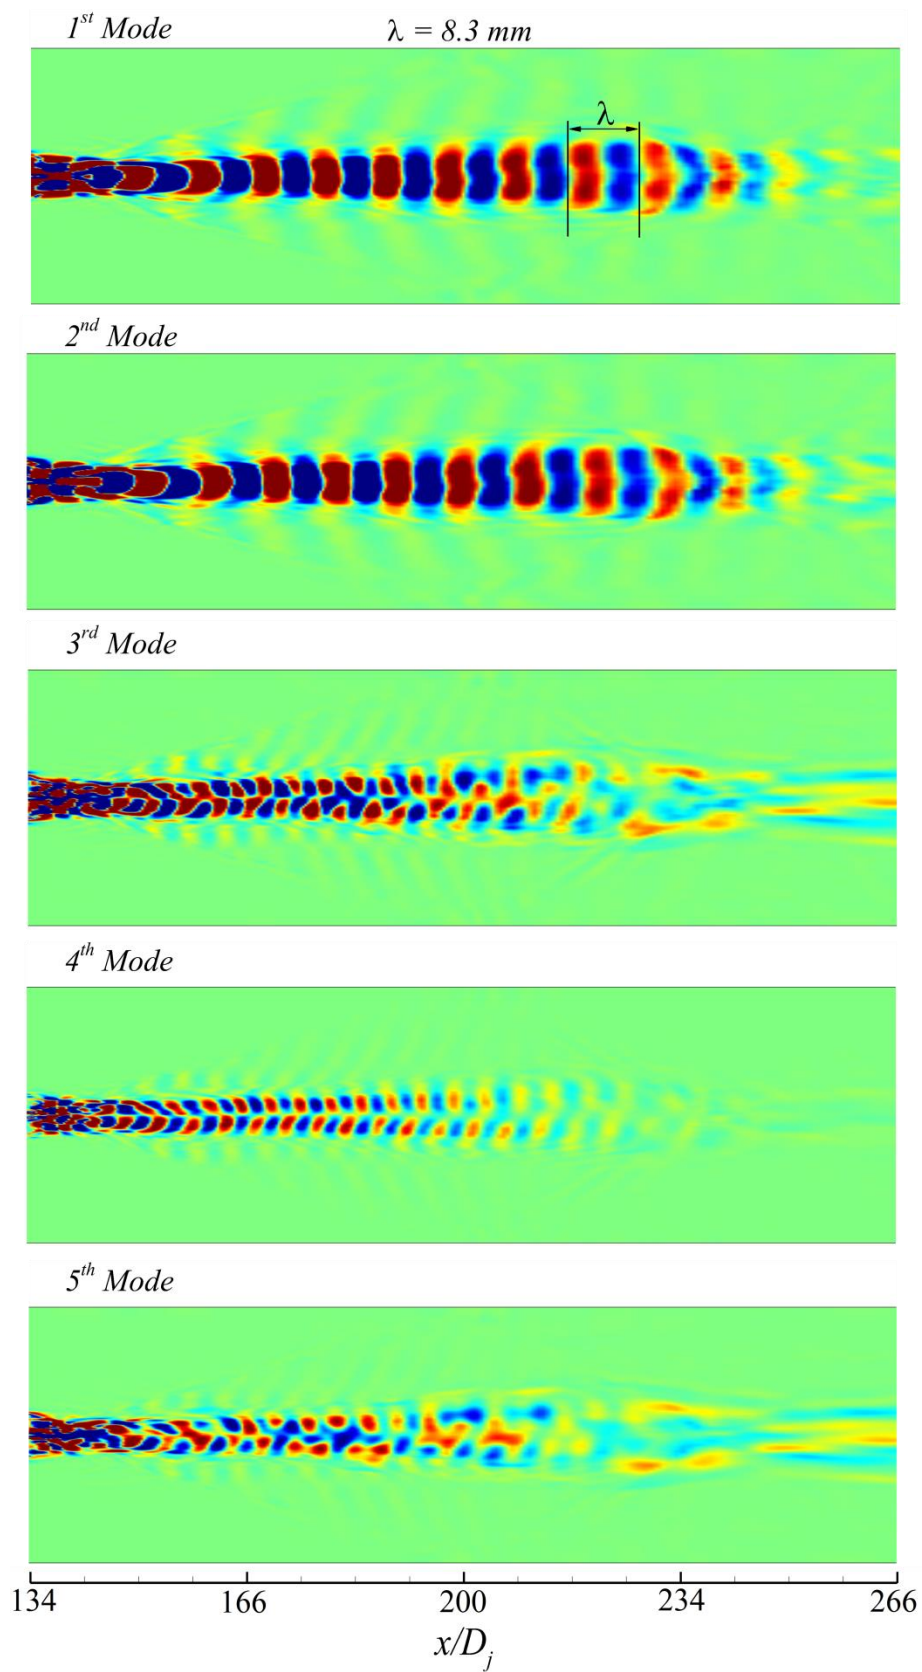 1st Mode λ = 8.3 mm
λ
2nd Mode
3rd Mode
4th Mode
5th Mode
134 166 200 234 266
x/Dj